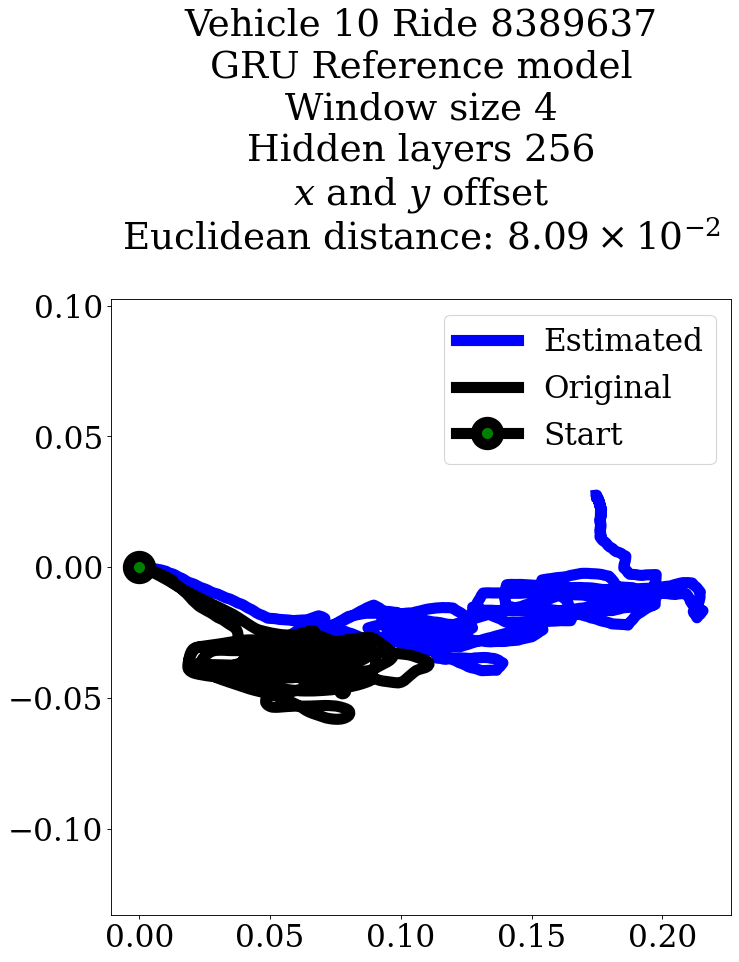 Vehicle 10 Ride 8389637
GRU Reference model
Window size 4
Hidden layers 256
x and y offset
Euclidean distance: 8.09 × 10⁻²
Estimated
Original
Start
0.10
0.05
0.00
−0.05
−0.10
0.00 0.05 0.10 0.15 0.20